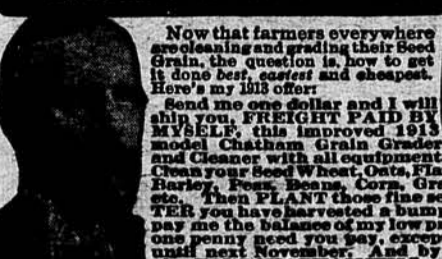 Now that farmers everywhere
are cleaning and grading their Seed
Grain, the question is, how to get
it done best, easiest and cheapest.
Here's my 1913 offer:
Send me one dollar and I will
ship you, FREIGHT PAID BY
MYSELF, this improved 1913
model Chatham Grain Grader
and Cleaner with all equipment
Clean your Seed Wheat, Oats, Fla
Barley, Peas, Beans, Corn, Gr
etc. Then PLANT those fine se
TER you have harvested a bum
pay me the balance of my low p
one penny need you pay, excep
until next November. And by